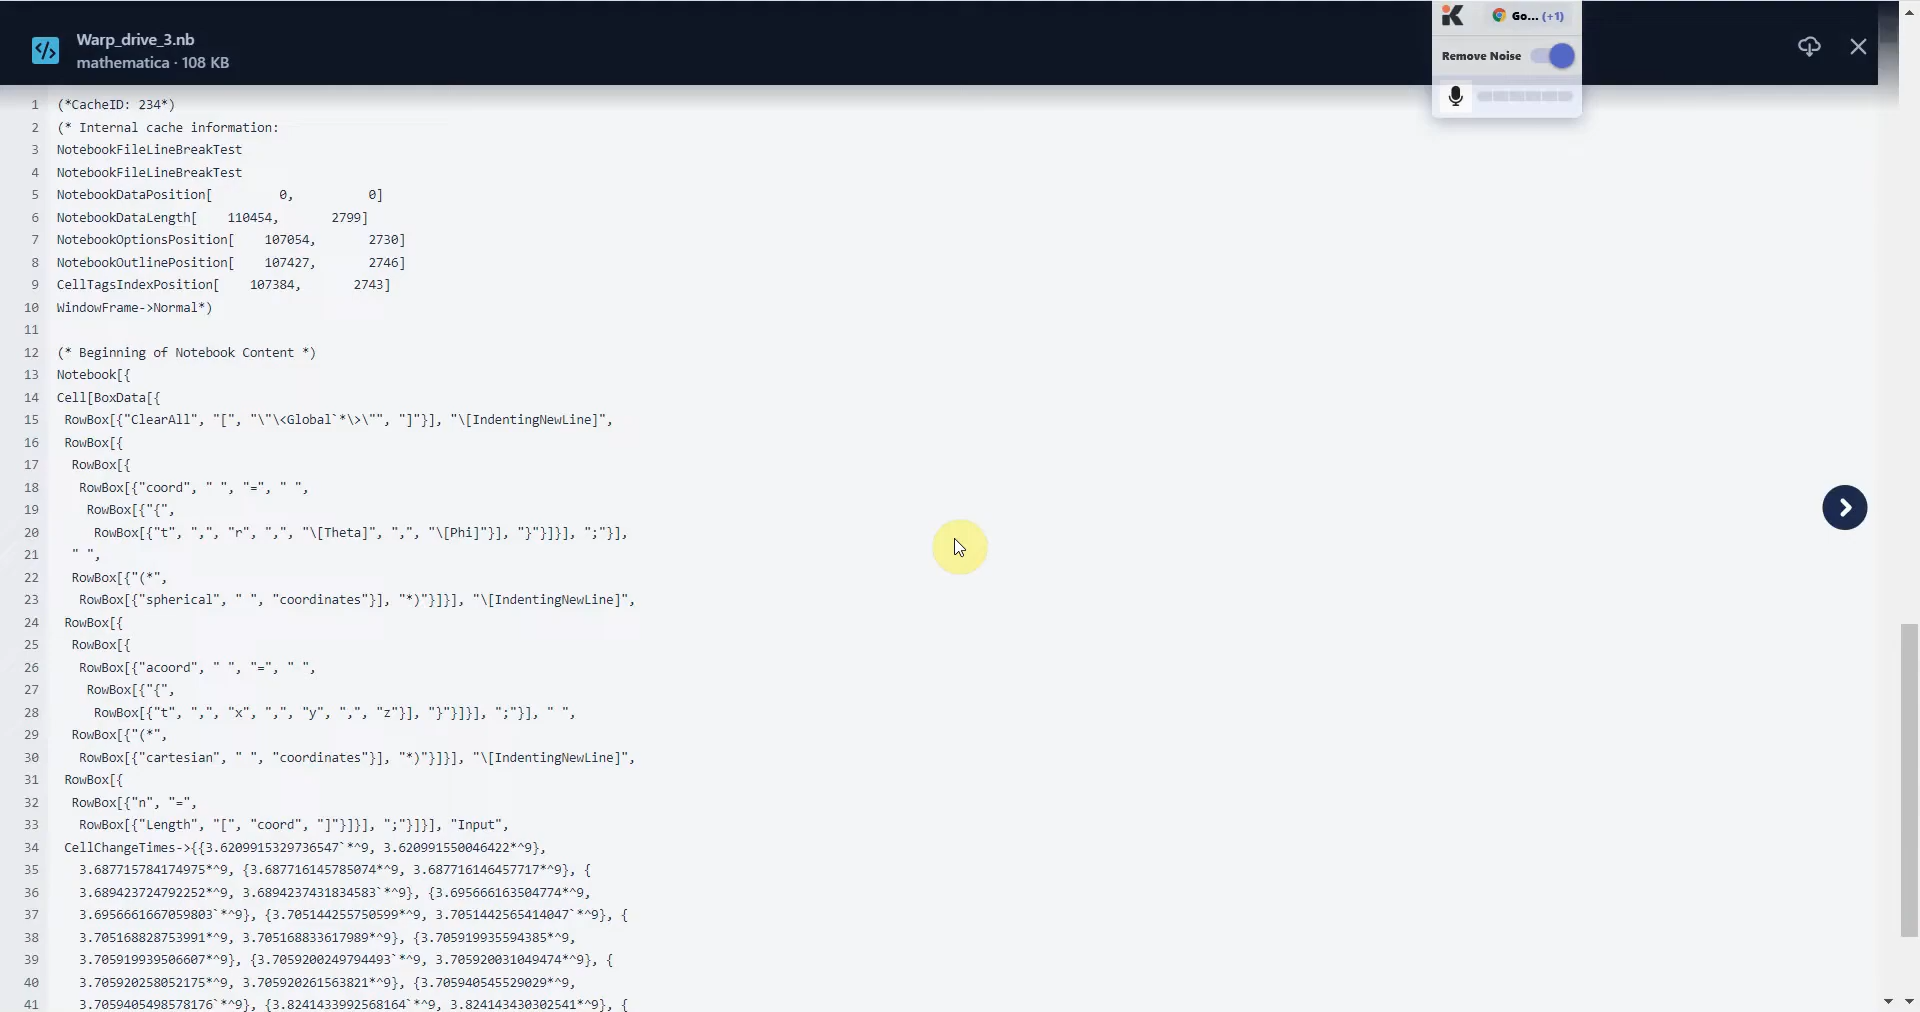 Warp_drive_3.nb
mathematica · 108 KB
Go... (+1)
Remove Noise
1 (*CacheID: 234*)
2 (* Internal cache information:
3 NotebookFileLineBreakTest
4 NotebookFileLineBreakTest
5 NotebookDataPosition[         0,          0]
6 NotebookDataLength[    110454,       2799]
7 NotebookOptionsPosition[    107054,       2730]
8 NotebookOutlinePosition[    107427,       2746]
9 CellTagsIndexPosition[    107384,       2743]
10 WindowFrame->Normal*)
11
12 (* Beginning of Notebook Content *)
13 Notebook[{
14 Cell[BoxData[{
15  RowBox[{"ClearAll", "[", "\"\<Global`*\>\"", "]"}], "\[IndentingNewLine]",
16  RowBox[{
17   RowBox[{
18    RowBox[{"coord", " ", "=", " ",
19     RowBox[{"{",
20      RowBox[{"t", ",", "r", ",", "\[Theta]", ",", "\[Phi]"}], "}"}]}], ";"}],
21   " ",
22   RowBox[{"(*",
23    RowBox[{"spherical", " ", "coordinates"}], "*)"}]}], "\[IndentingNewLine]",
24  RowBox[{
25   RowBox[{
26    RowBox[{"acoord", " ", "=", " ",
27     RowBox[{"{",
28      RowBox[{"t", ",", "x", ",", "y", ",", "z"}], "}"}]}], ";"}], " ",
29   RowBox[{"(*",
30    RowBox[{"cartesian", " ", "coordinates"}], "*)"}]}], "\[IndentingNewLine]",
31  RowBox[{
32   RowBox[{"n", "=",
33    RowBox[{"Length", "[", "coord", "]"}]}], ";"}]}], "Input",
34  CellChangeTimes->{{3.6209915329736547`*^9, 3.620991550046422*^9},
35    3.687715784174975*^9, {3.687716145785074*^9, 3.687716146457717*^9}, {
36    3.689423724792252*^9, 3.6894237431834583`*^9}, {3.695666163504774*^9,
37    3.6956661667059803`*^9}, {3.705144255750599*^9, 3.7051442565414047`*^9}, {
38    3.705168828753991*^9, 3.705168833617989*^9}, {3.705919935594385*^9,
39    3.705919939506607*^9}, {3.7059200249794493`*^9, 3.705920031049474*^9}, {
40    3.705920258052175*^9, 3.705920261563821*^9}, {3.705940545529029*^9,
41    3.7059405498578176`*^9}, {3.8241433992568164`*^9, 3.824143430302541*^9}, {